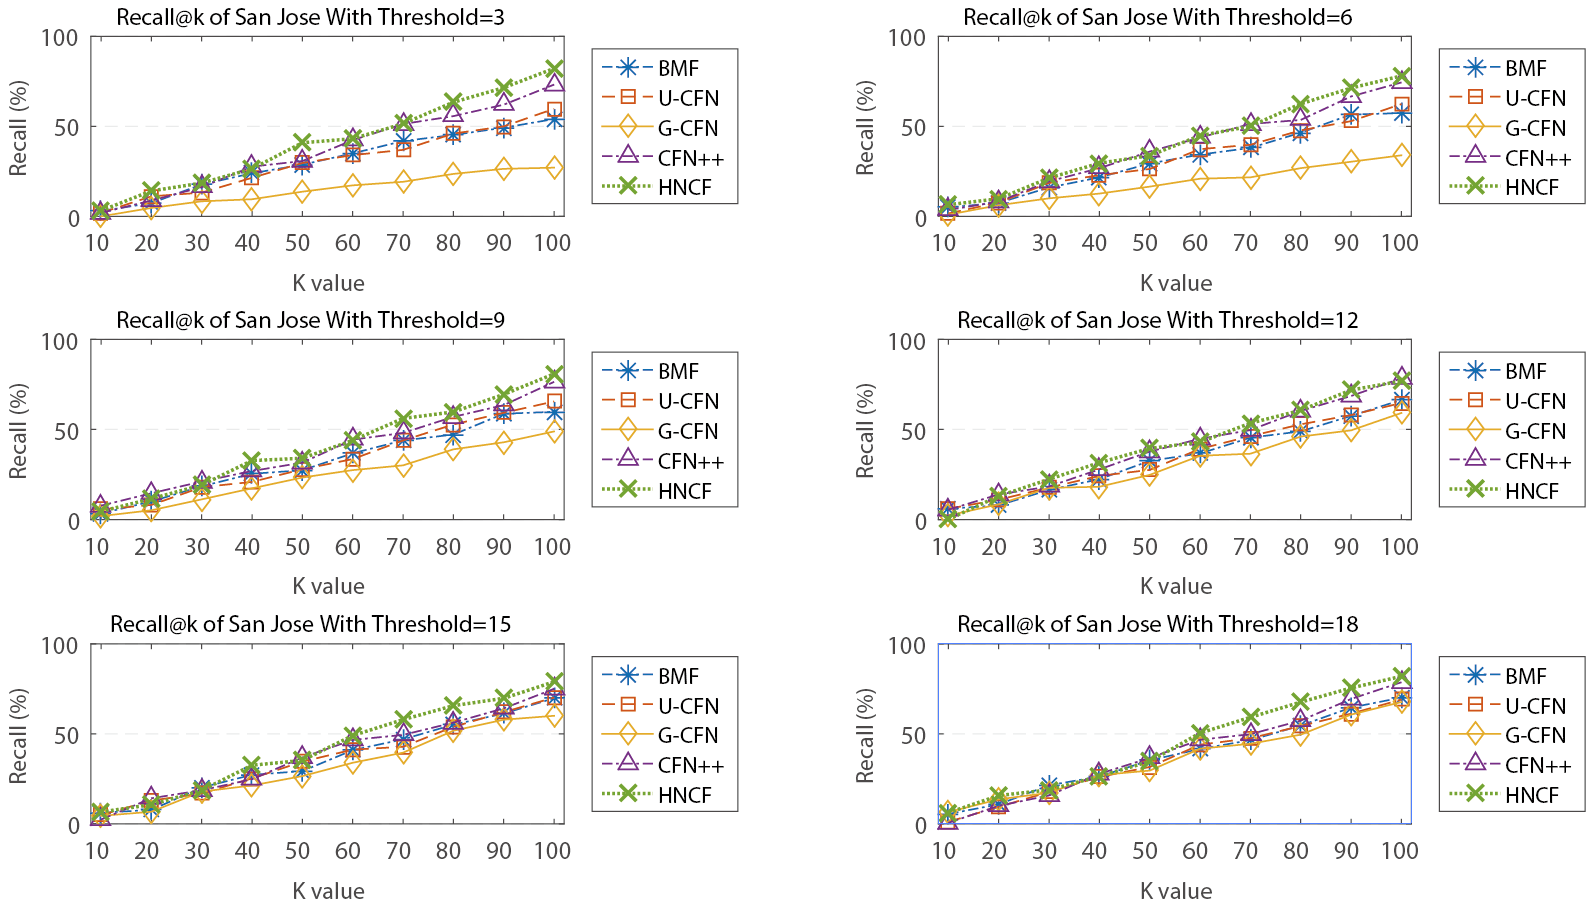 Recall@k of San Jose With Threshold=3
Recall (%)
100
50
0
10 20 30 40 50 60 70 80 90 100
K value
BMF
U-CFN
G-CFN
CFN++
HNCF
Recall@k of San Jose With Threshold=6
Recall (%)
100
50
0
10 20 30 40 50 60 70 80 90 100
K value
BMF
U-CFN
G-CFN
CFN++
HNCF
Recall@k of San Jose With Threshold=9
Recall (%)
100
50
0
10 20 30 40 50 60 70 80 90 100
K value
BMF
U-CFN
G-CFN
CFN++
HNCF
Recall@k of San Jose With Threshold=12
Recall (%)
100
50
0
10 20 30 40 50 60 70 80 90 100
K value
BMF
U-CFN
G-CFN
CFN++
HNCF
Recall@k of San Jose With Threshold=15
Recall (%)
100
50
0
10 20 30 40 50 60 70 80 90 100
K value
BMF
U-CFN
G-CFN
CFN++
HNCF
Recall@k of San Jose With Threshold=18
Recall (%)
100
50
0
10 20 30 40 50 60 70 80 90 100
K value
BMF
U-CFN
G-CFN
CFN++
HNCF